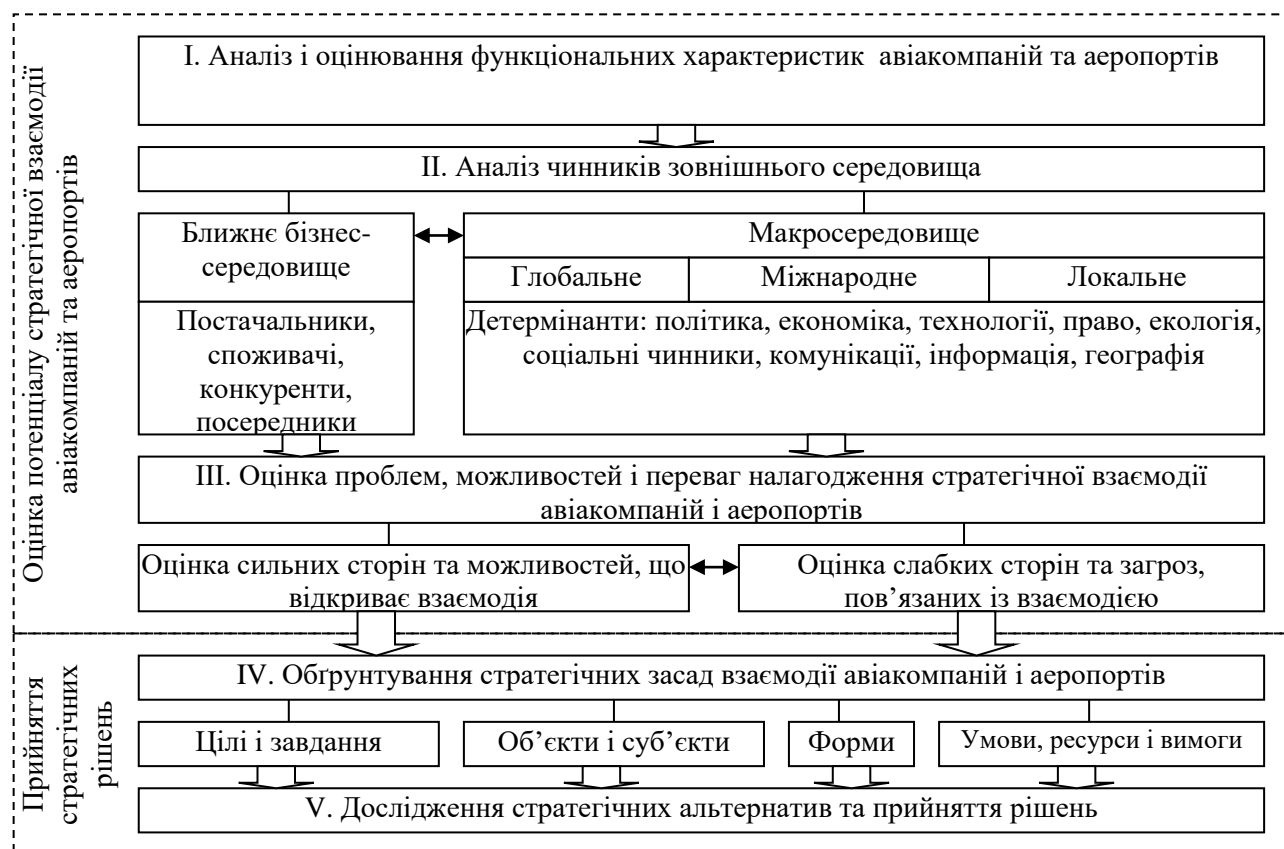 Оцінка потенціалу стратегічної взаємодії
авіакомпаній та аеропортів
І. Аналіз і оцінювання функціональних характеристик авіакомпаній та аеропортів
ІІ. Аналіз чинників зовнішнього середовища
Ближнє бізнес-
середовище
Макросередовище
Глобальне
Міжнародне
Локальне
Постачальники,
споживачі,
конкуренти,
посередники
Детермінанти: політика, економіка, технології, право, екологія,
соціальні чинники, комунікації, інформація, географія
ІІІ. Оцінка проблем, можливостей і переваг налагодження стратегічної взаємодії
авіакомпаній і аеропортів
Оцінка сильних сторін та можливостей, що
відкриває взаємодія
Оцінка слабких сторін та загроз,
пов’язаних із взаємодією
Прийняття
стратегічних
рішень
IV. Обґрунтування стратегічних засад взаємодії авіакомпаній і аеропортів
Цілі і завдання
Об’єкти і суб’єкти
Форми
Умови, ресурси і вимоги
V. Дослідження стратегічних альтернатив та прийняття рішень